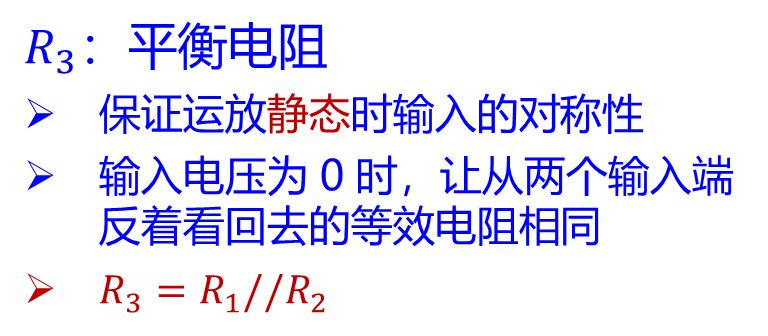 R₃：平衡电阻
➢ 保证运放静态时输入的对称性
➢ 输入电压为 0 时，让从两个输入端
反着看回去的等效电阻相同
➢ R₃ = R₁//R₂